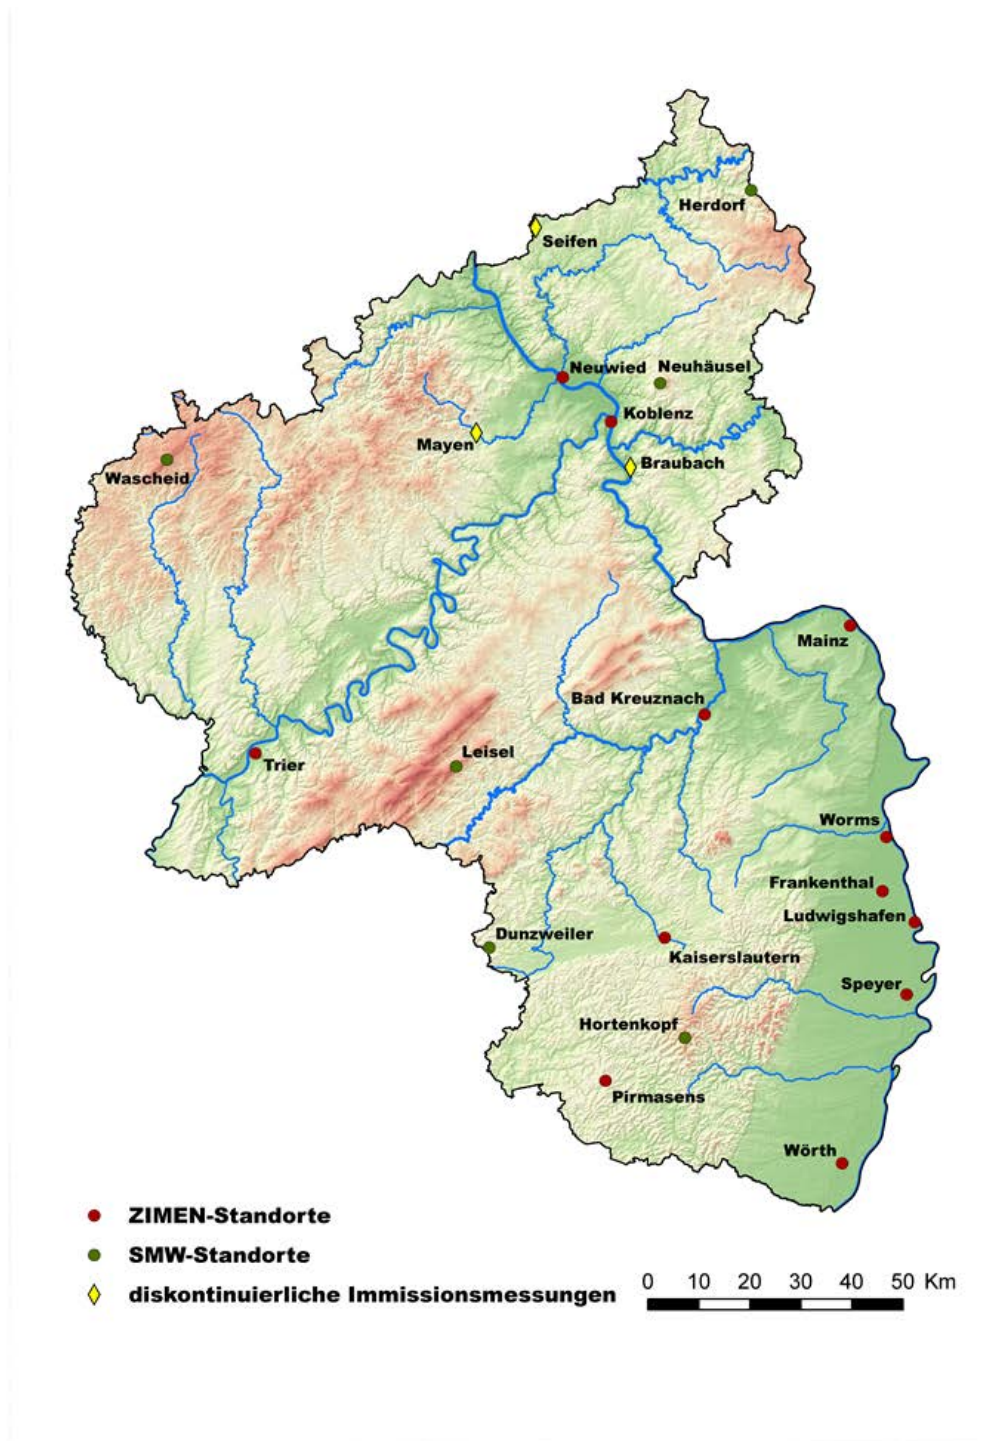 Herdorf
Seifen
Neuwied
Neuhäusel
Koblenz
Mayen
Braubach
Wascheid
Mainz
Bad Kreuznach
Leisel
Trier
Worms
Frankenthal
Ludwigshafen
Dunzweiler
Kaiserslautern
Speyer
Hortenkopf
Pirmasens
Wörth
ZIMEN-Standorte
SMW-Standorte
diskontinuierliche Immissionsmessungen
0 10 20 30 40 50 Km